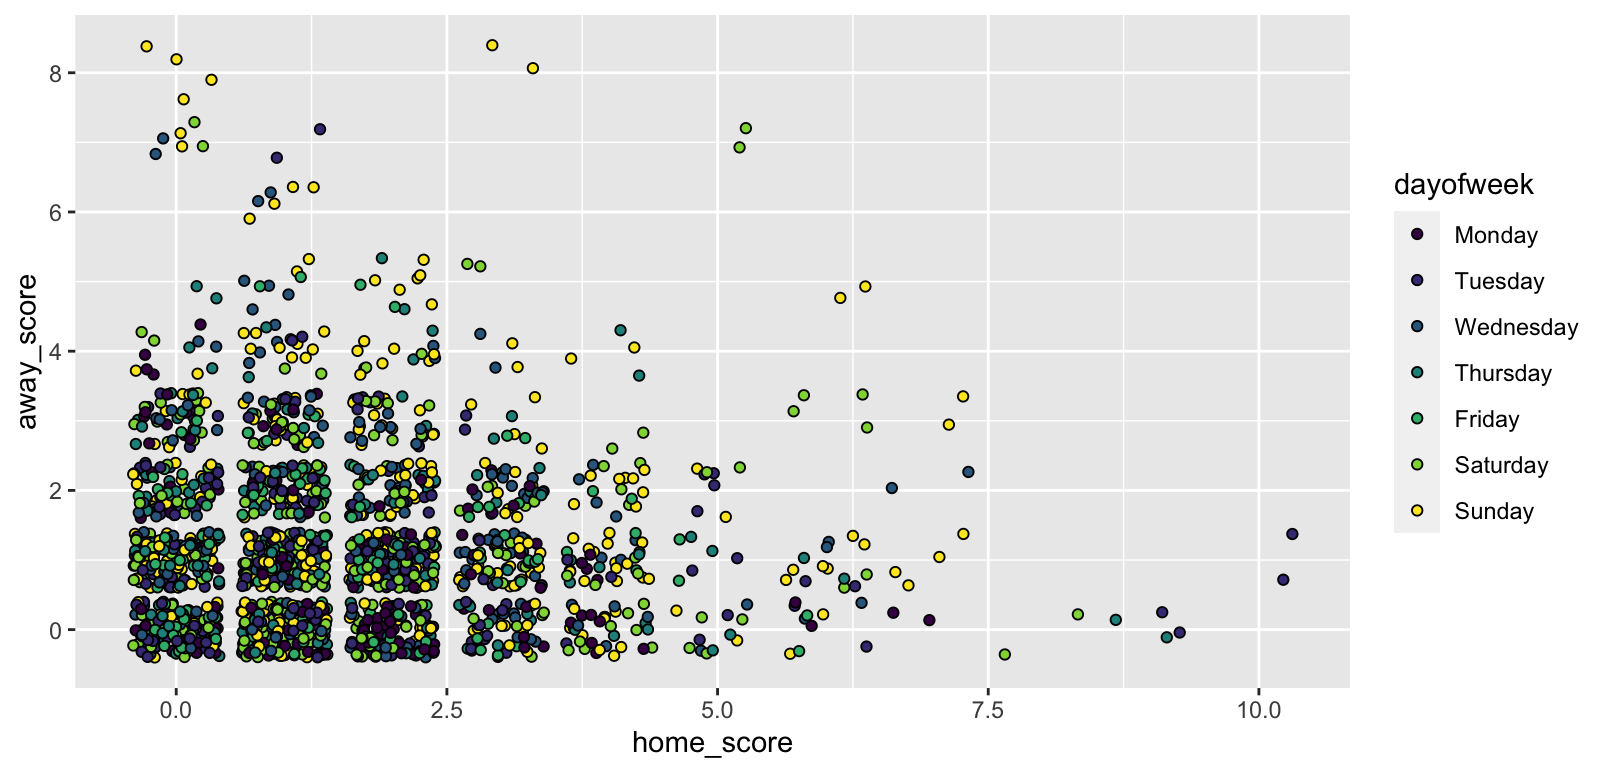 8
6
4
2
0
away_score
0.0
2.5
5.0
7.5
10.0
home_score
dayofweek
Monday
Tuesday
Wednesday
Thursday
Friday
Saturday
Sunday